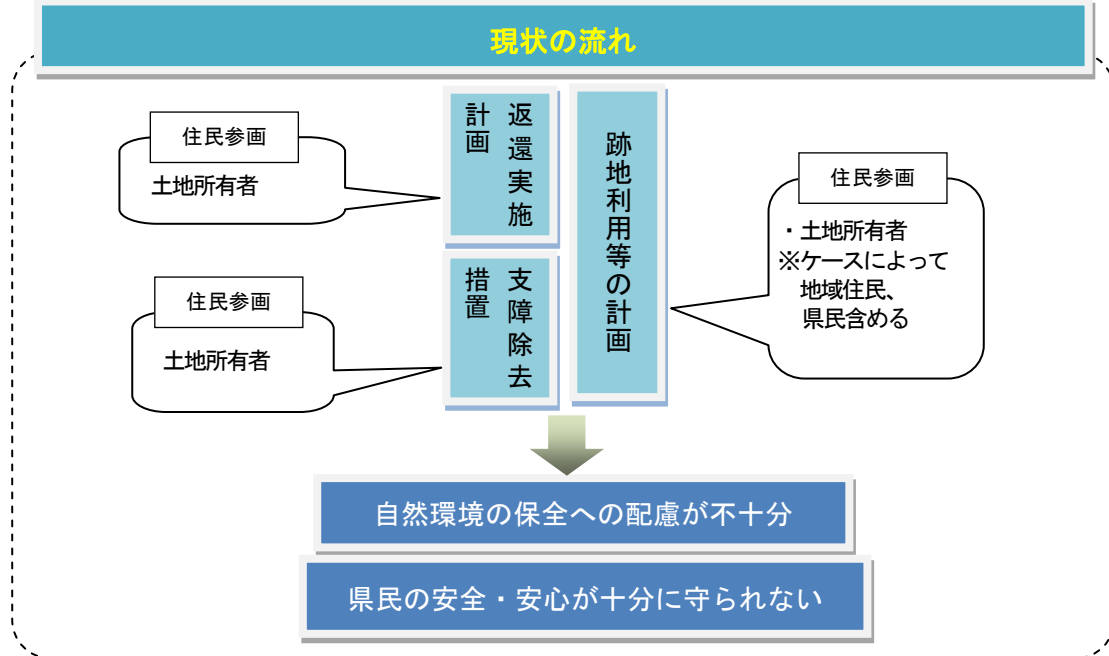 現状の流れ
住民参画
土地所有者
返還実施
計画
跡地利用等の計画
住民参画
・土地所有者
※ケースによって
地域住民、
県民含める
住民参画
土地所有者
支障除去
措置
自然環境の保全への配慮が不十分
県民の安全・安心が十分に守られない